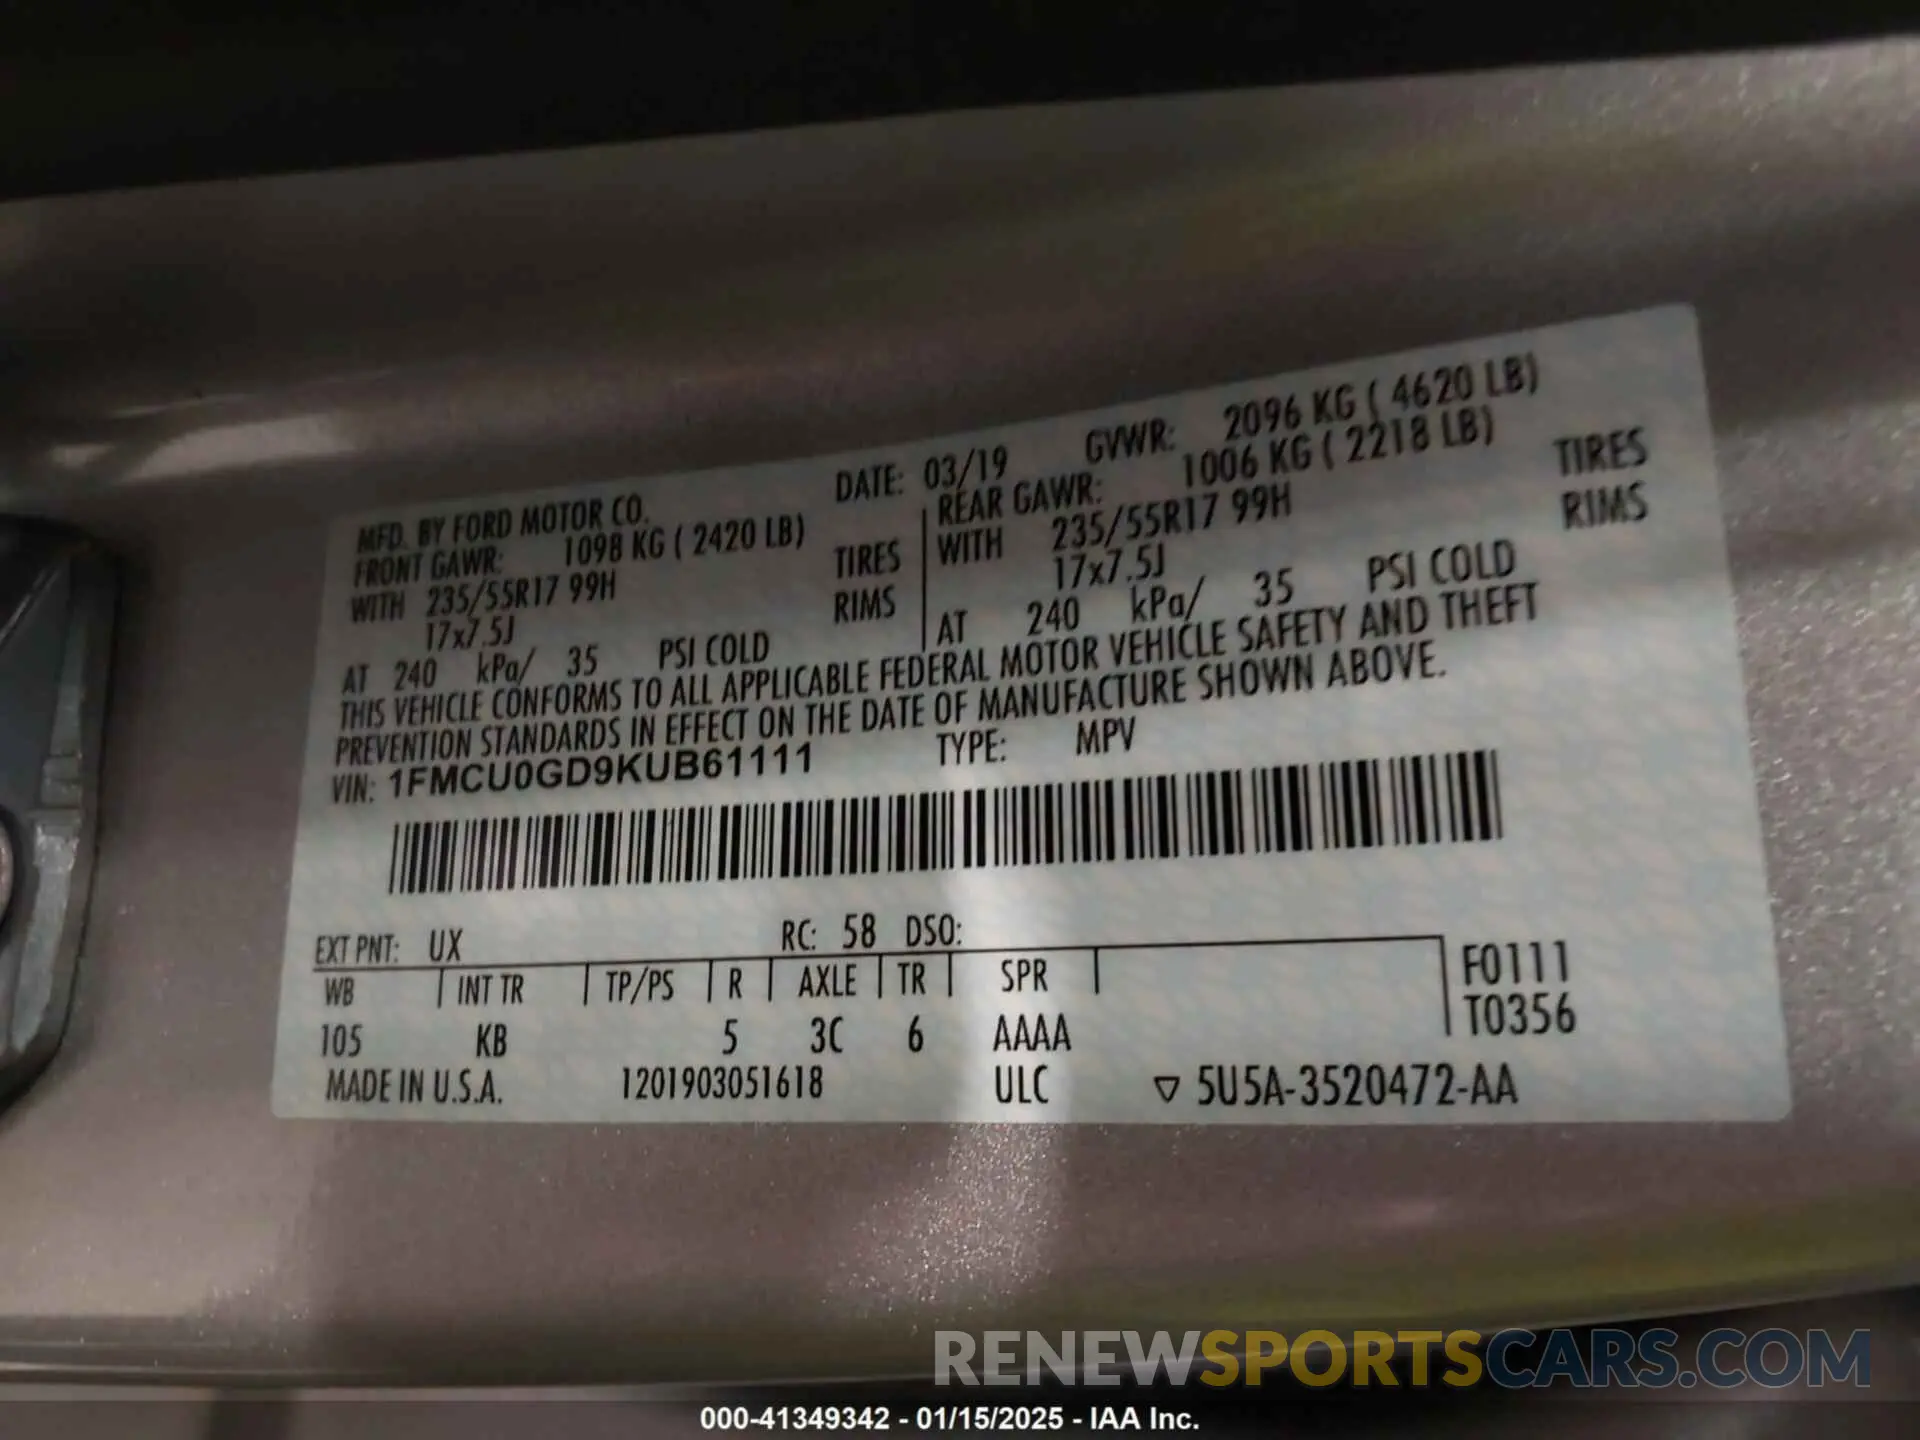 MFD. BY FORD MOTOR CO. DATE: 03/19 GVWR: 2096 KG ( 4620 LB)
FRONT GAWR: 1098 KG ( 2420 LB) REAR GAWR: 1006 KG ( 2218 LB)
WITH 235/55R17 99H TIRES WITH 235/55R17 99H TIRES
17x7.5J RIMS 17x7.5J RIMS
AT 240 kPa/ 35 PSI COLD AT 240 kPa/ 35 PSI COLD
THIS VEHICLE CONFORMS TO ALL APPLICABLE FEDERAL MOTOR VEHICLE SAFETY AND THEFT
PREVENTION STANDARDS IN EFFECT ON THE DATE OF MANUFACTURE SHOWN ABOVE.
VIN: 1FMCU0GD9KUB61111 TYPE: MPV
EXT PNT: UX RC: 58 DSO:
WB INT TR TP/PS R AXLE TR SPR F0111
105 KB 5 3C 6 AAAA T0356
MADE IN U.S.A. 1201903051618 ULC ▽ 5U5A-3520472-AA
RENEWSPORTSCARS.COM
000-41349342 - 01/15/2025 - IAA Inc.